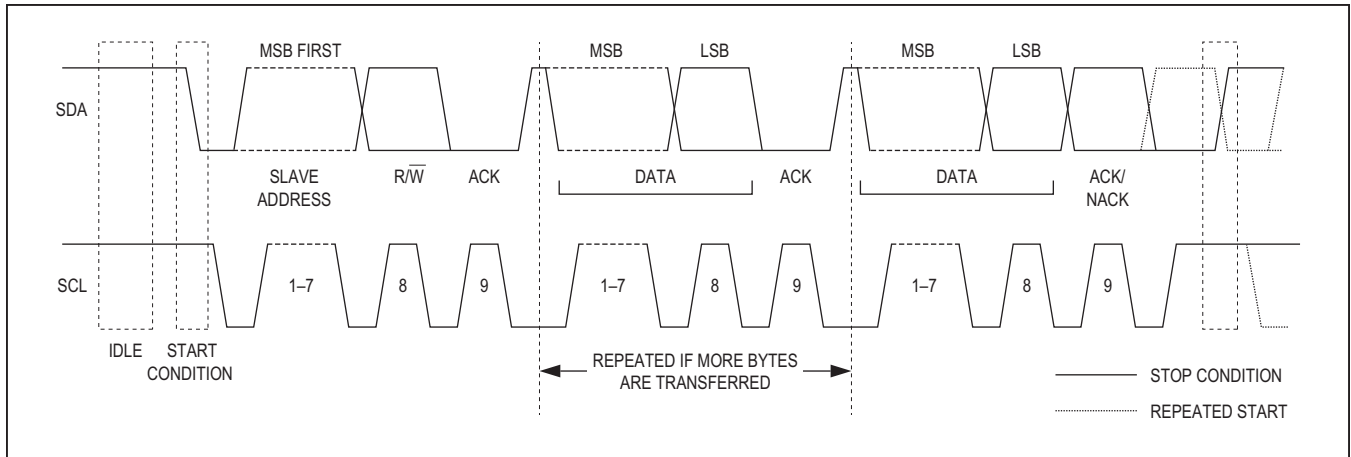 MSB FIRST
MSB
LSB
MSB
LSB
SDA
SLAVE
ADDRESS
R/W̅
ACK
DATA
ACK
DATA
ACK/
NACK
SCL
1–7
8
9
1–7
8
9
1–7
8
9
IDLE
START
CONDITION
REPEATED IF MORE BYTES
ARE TRANSFERRED
STOP CONDITION
REPEATED START